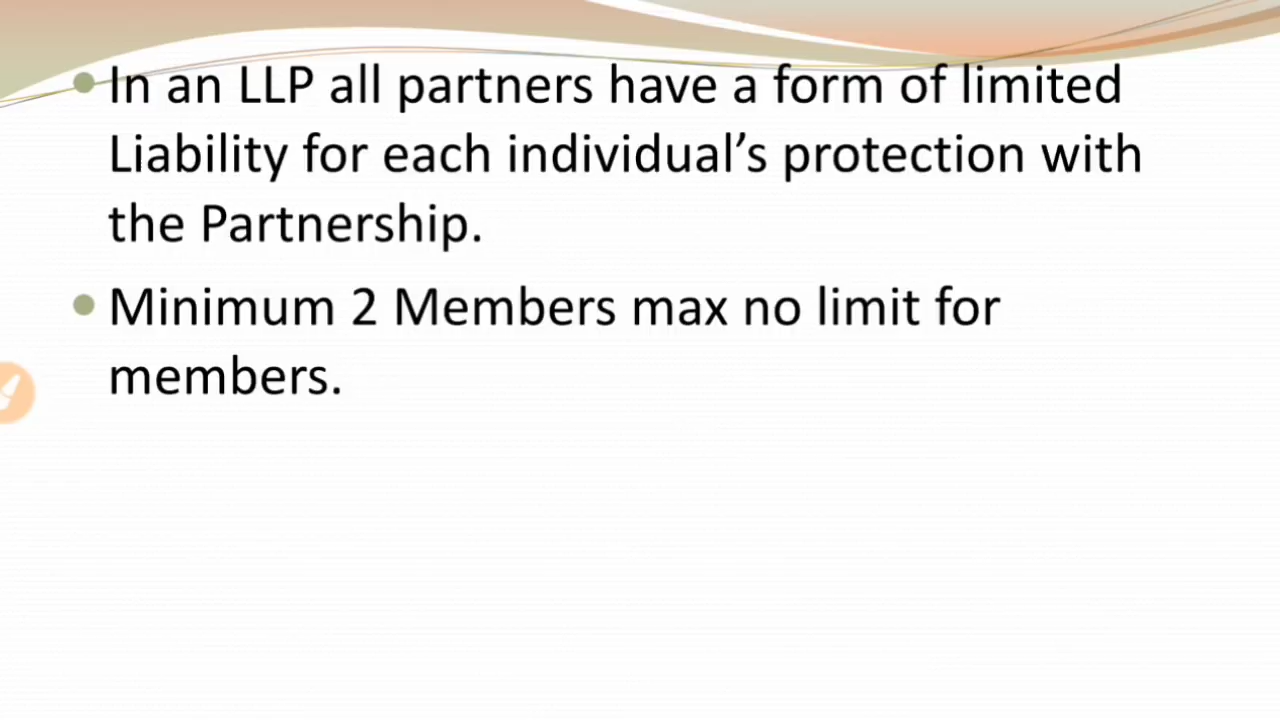 In an LLP all partners have a form of limited
Liability for each individual’s protection with
the Partnership.
Minimum 2 Members max no limit for
members.